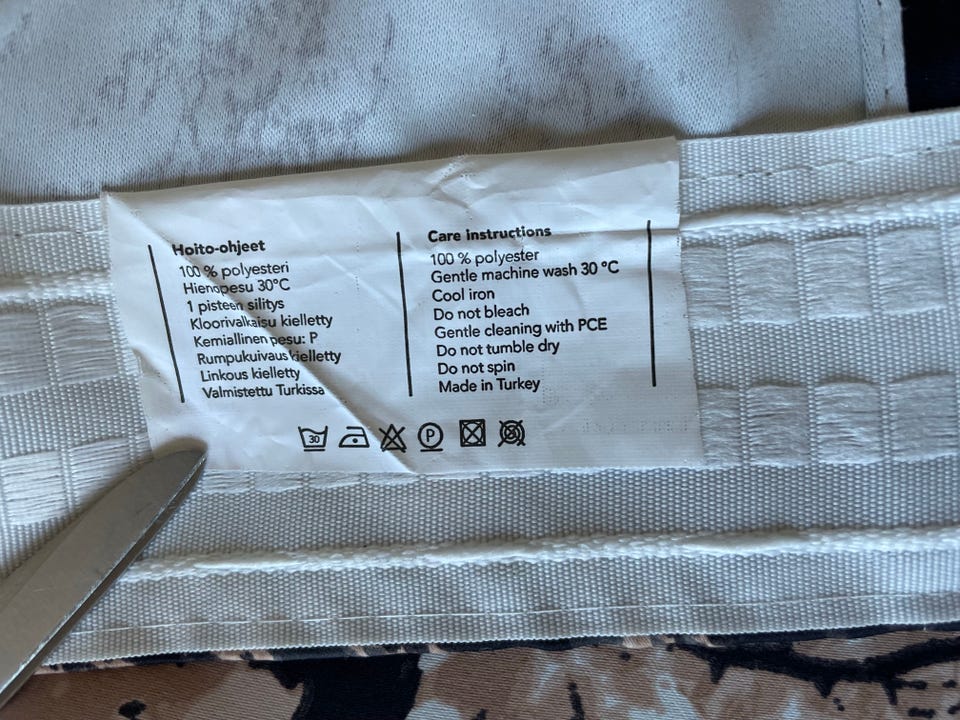 Hoito-ohjeet
100 % polyesteri
Hienopesu 30°C
1 pisteen silitys
Kloorivalkaisu kielletty
Kemiallinen pesu: P
Rumpukuivaus kielletty
Linkous kielletty
Valmistettu Turkissa
Care instructions
100 % polyester
Gentle machine wash 30 °C
Cool iron
Do not bleach
Gentle cleaning with PCE
Do not tumble dry
Do not spin
Made in Turkey
30 P